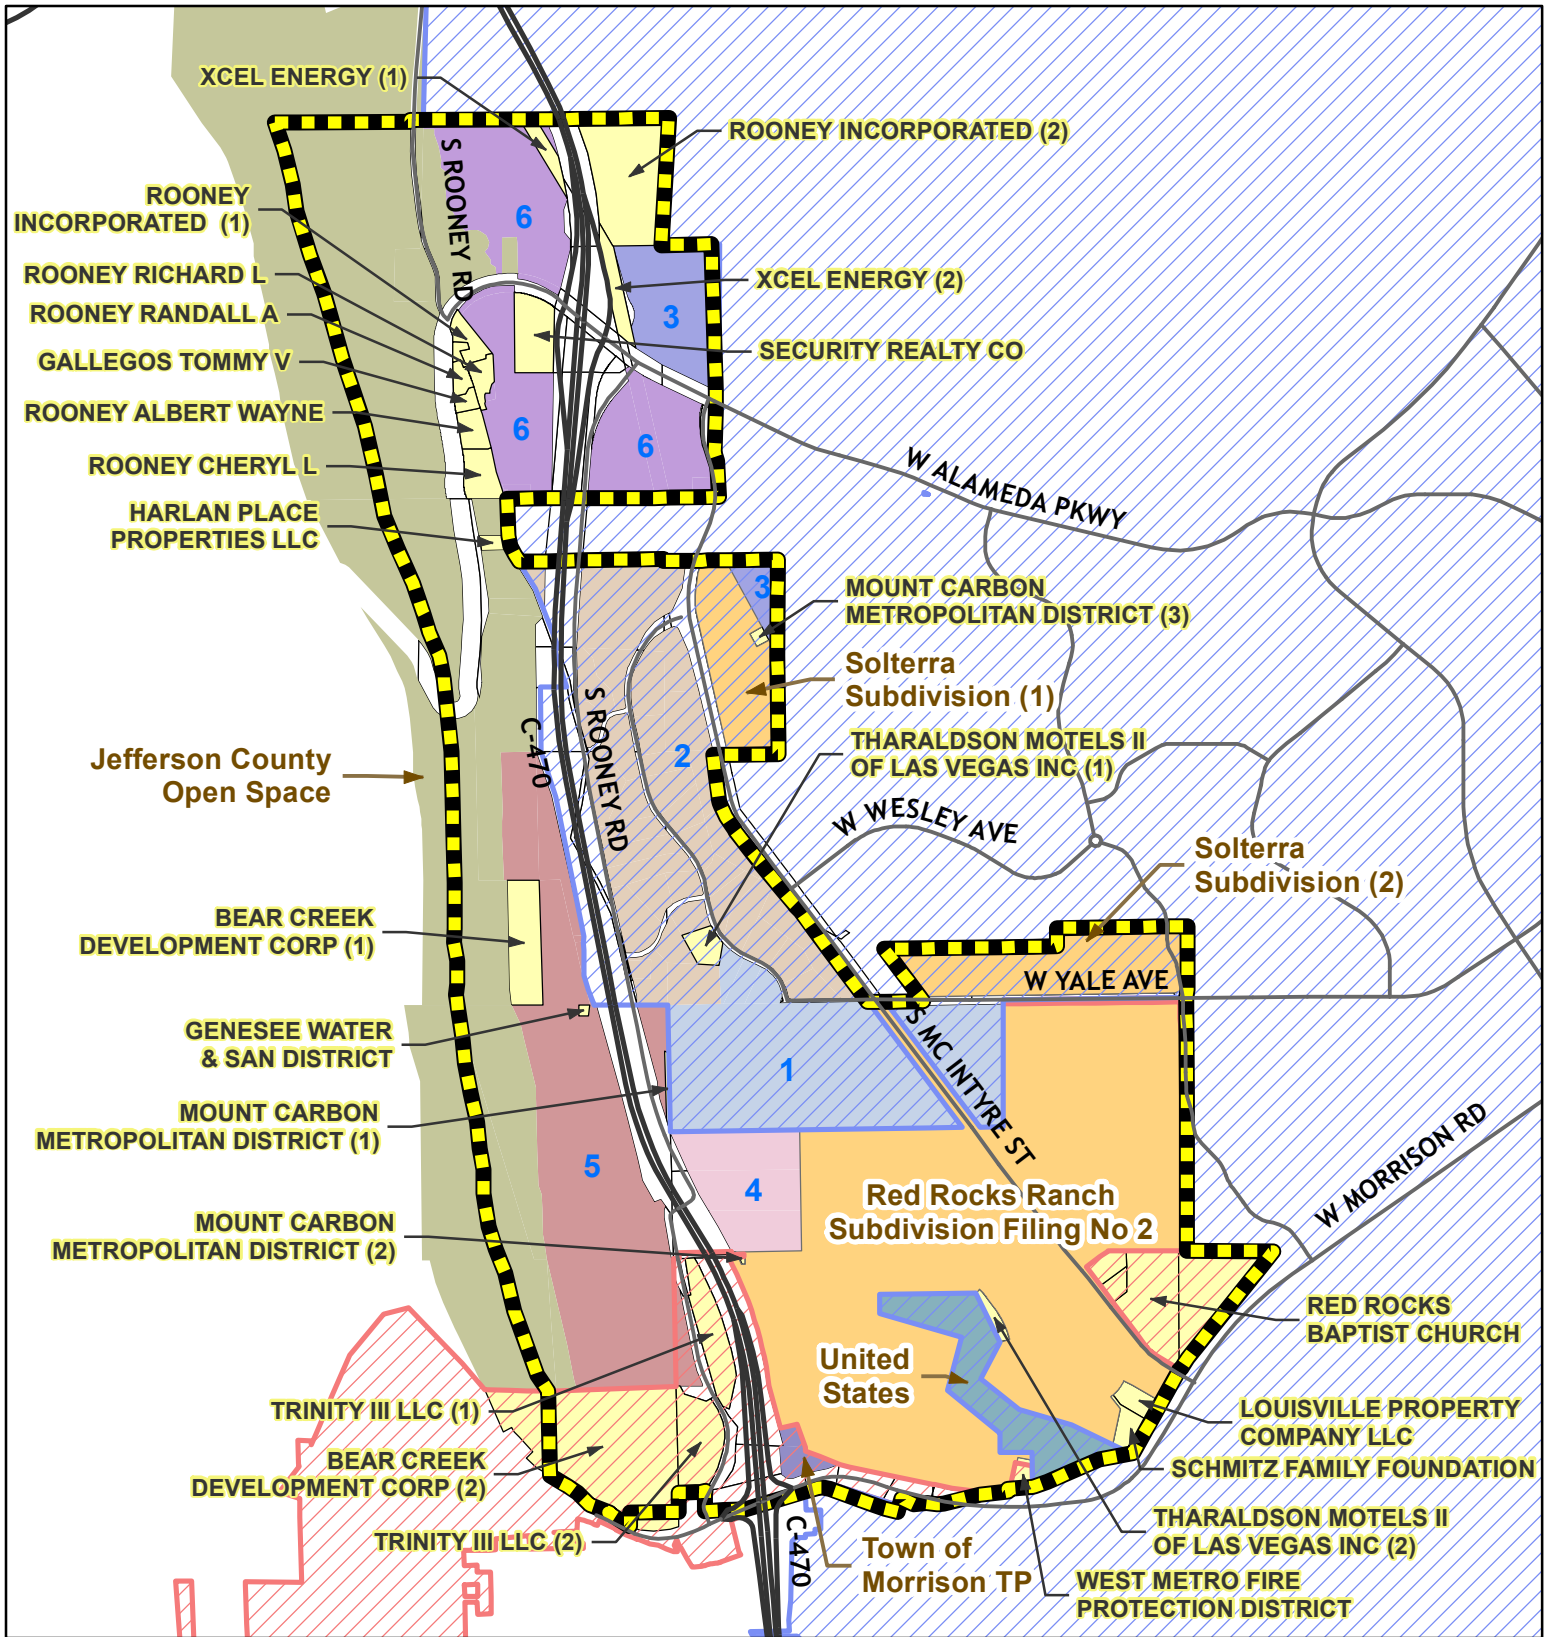 XCEL ENERGY (1)
ROONEY INCORPORATED (2)
S ROONEY RD
ROONEY
INCORPORATED (1)
6
ROONEY RICHARD L
XCEL ENERGY (2)
ROONEY RANDALL A
3
SECURITY REALTY CO
GALLEGOS TOMMY V
ROONEY ALBERT WAYNE
6
6
ROONEY CHERYL L
W ALAMEDA PKWY
HARLAN PLACE
PROPERTIES LLC
3
MOUNT CARBON
METROPOLITAN DISTRICT (3)
Solterra
Subdivision (1)
C-470
S ROONEY RD
2
THARALDSON MOTELS II
OF LAS VEGAS INC (1)
Jefferson County
Open Space
W WESLEY AVE
Solterra
Subdivision (2)
BEAR CREEK
DEVELOPMENT CORP (1)
W YALE AVE
GENESEE WATER
& SAN DISTRICT
S MC INTYRE ST
1
MOUNT CARBON
METROPOLITAN DISTRICT (1)
5
4
W MORRISON RD
Red Rocks Ranch
Subdivision Filing No 2
MOUNT CARBON
METROPOLITAN DISTRICT (2)
RED ROCKS
BAPTIST CHURCH
United
States
TRINITY III LLC (1)
LOUISVILLE PROPERTY
COMPANY LLC
BEAR CREEK
DEVELOPMENT CORP (2)
SCHMITZ FAMILY FOUNDATION
TRINITY III LLC (2)
C-470
THARALDSON MOTELS II
OF LAS VEGAS INC (2)
Town of
Morrison TP
WEST METRO FIRE
PROTECTION DISTRICT